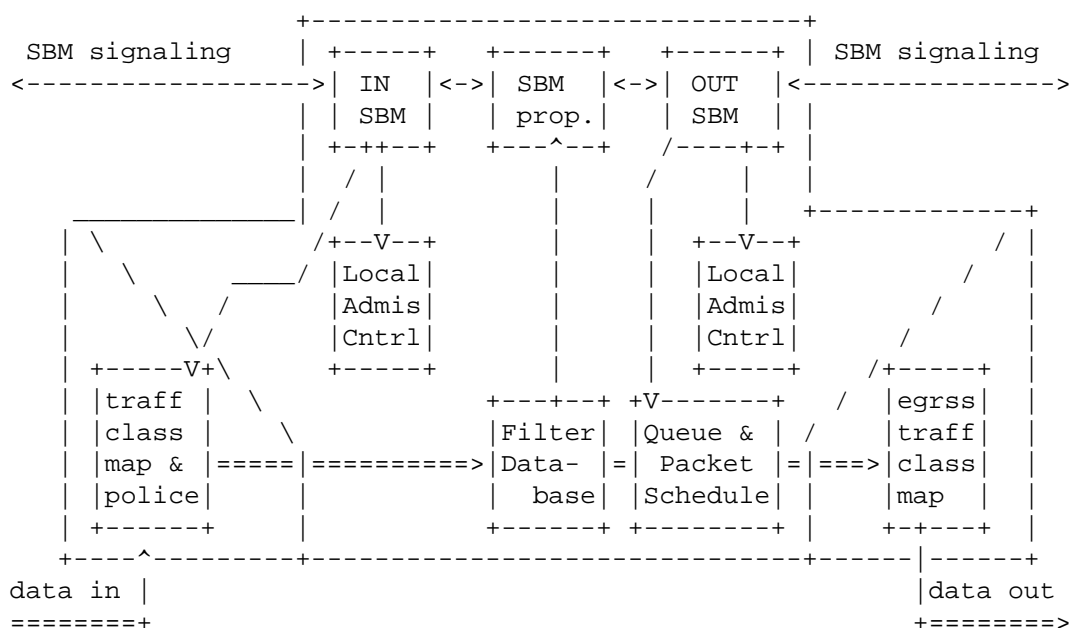 SBM signaling SBM signaling
IN SBM OUT
SBM prop. SBM
Local Local
Admis Admis
Cntrl Cntrl
traff egrss
class Filter Queue & traff
map & Data- Packet class
police base Schedule map
data in data out